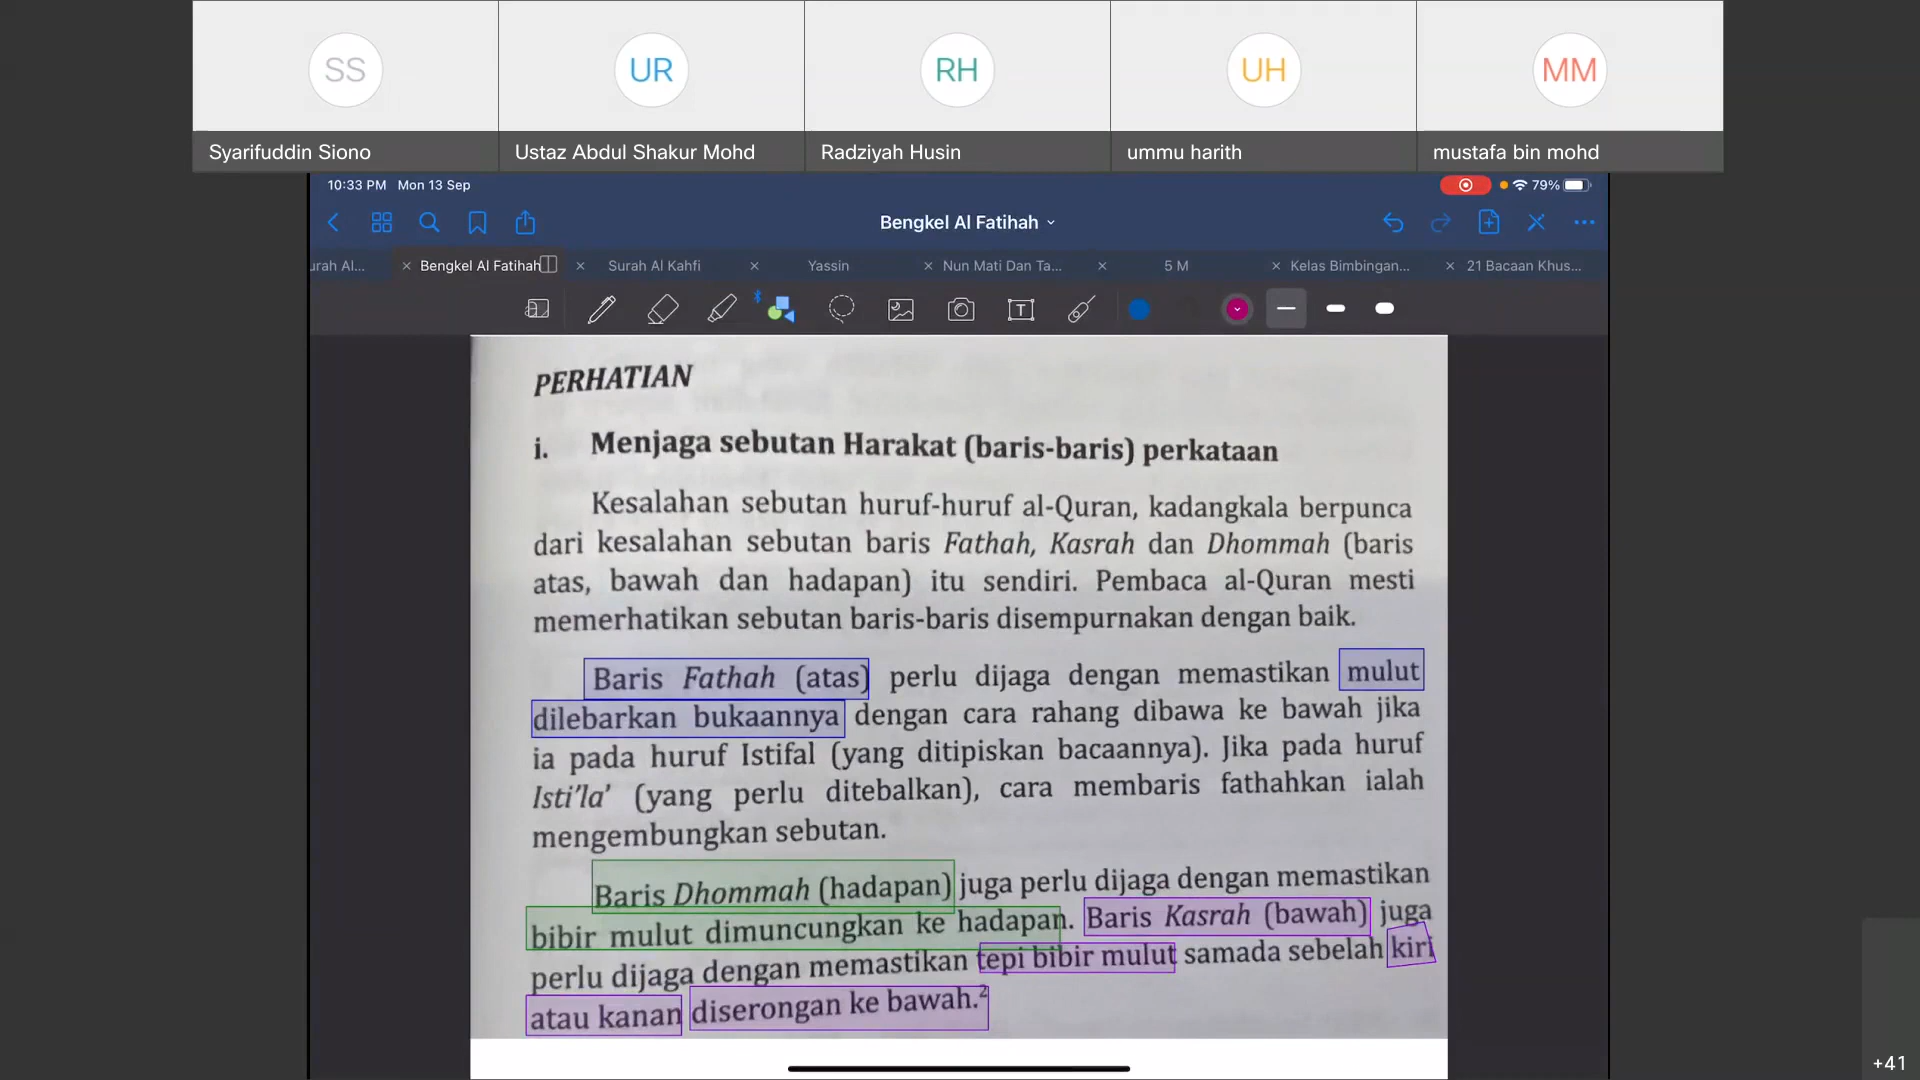 SS
UR
RH
UH
MM
Syarifuddin Siono
Ustaz Abdul Shakur Mohd
Radziyah Husin
ummu harith
mustafa bin mohd
10:33 PM Mon 13 Sep
79%
Bengkel Al Fatihah
urah Al...
Bengkel Al Fatihah
Surah Al Kahfi
Yassin
Nun Mati Dan Ta...
5 M
Kelas Bimbingan...
21 Bacaan Khus...
T
PERHATIAN
i. Menjaga sebutan Harakat (baris-baris) perkataan
Kesalahan sebutan huruf-huruf al-Quran, kadangkala berpunca
dari kesalahan sebutan baris Fathah, Kasrah dan Dhommah (baris
atas, bawah dan hadapan) itu sendiri. Pembaca al-Quran mesti
memerhatikan sebutan baris-baris disempurnakan dengan baik.
Baris Fathah (atas) perlu dijaga dengan memastikan mulut
dilebarkan bukaannya dengan cara rahang dibawa ke bawah jika
ia pada huruf Istifal (yang ditipiskan bacaannya). Jika pada huruf
Isti'la' (yang perlu ditebalkan), cara membaris fathahkan ialah
mengembungkan sebutan.
Baris Dhommah (hadapan) juga perlu dijaga dengan memastikan
bibir mulut dimuncungkan ke hadapan. Baris Kasrah (bawah) juga
perlu dijaga dengan memastikan tepi bibir mulut samada sebelah kiri
atau kanan diserongan ke bawah.²
+41